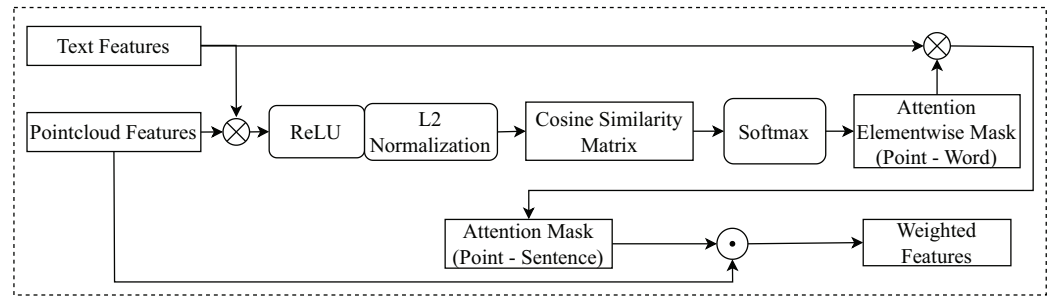 Text Features
Pointcloud Features
ReLU
L2
Normalization
Cosine Similarity
Matrix
Softmax
Attention
Elementwise Mask
(Point - Word)
Attention Mask
(Point - Sentence)
Weighted
Features